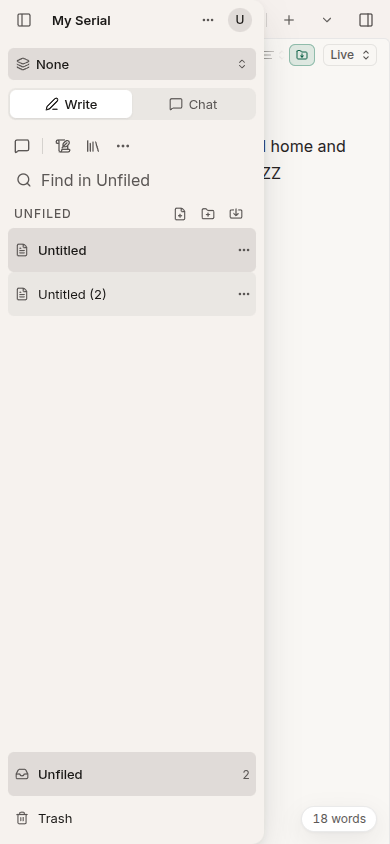 My Serial
U
None
Live
Write
Chat
home and
Find in Unfiled
ZZ
UNFILED
Untitled
Untitled (2)
Unfiled
2
Trash
18 words